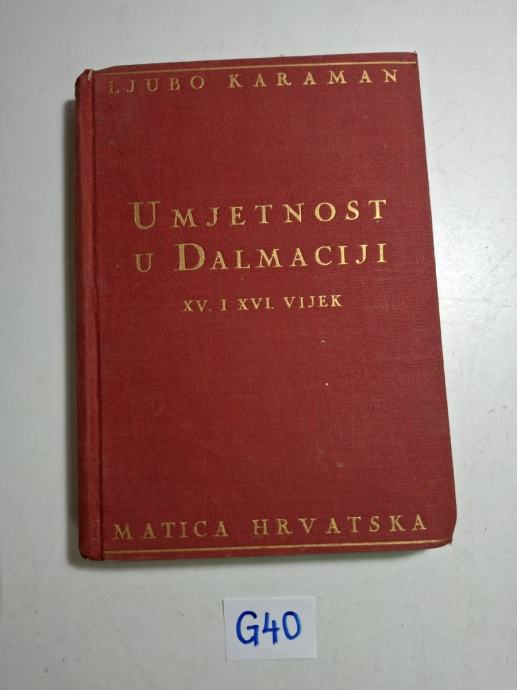 LJUBO KARAMAN
UMJETNOST
U DALMACIJI
XV. I XVI. VIJEK
MATICA HRVATSKA
G40